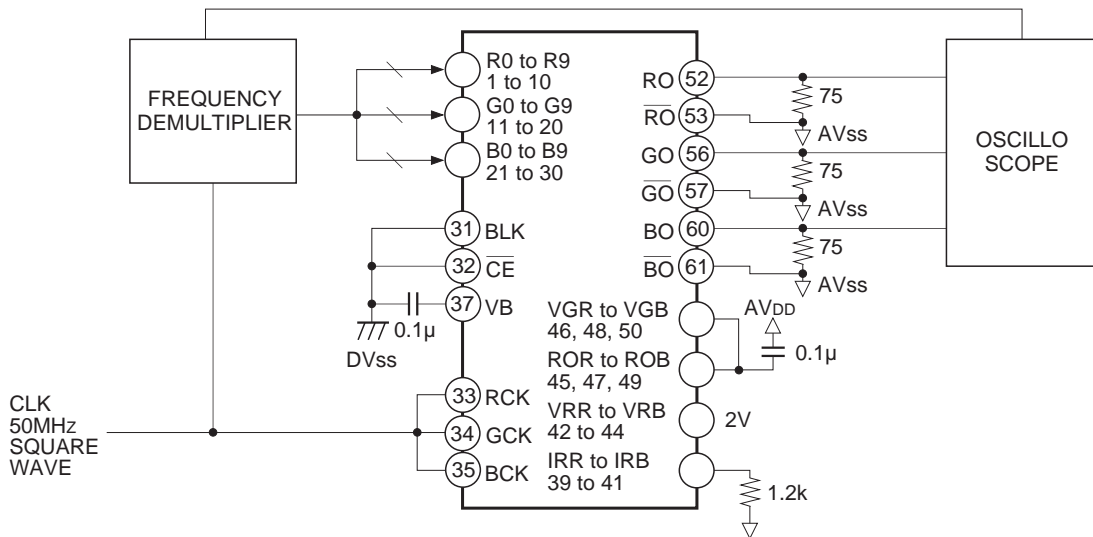 FREQUENCY
DEMULTIPLIER
R0 to R9
1 to 10
G0 to G9
11 to 20
B0 to B9
21 to 30
31 BLK
32 CE
37 VB
0.1µ
DVss
33 RCK
34 GCK
35 BCK
CLK
50MHz
SQUARE
WAVE
RO 52
RO 53
GO 56
GO 57
BO 60
BO 61
75
AVss
75
AVss
75
AVss
VGR to VGB
46, 48, 50
ROR to ROB
45, 47, 49
VRR to VRB
42 to 44
IRR to IRB
39 to 41
AVDD
0.1µ
2V
1.2k
OSCILLO
SCOPE